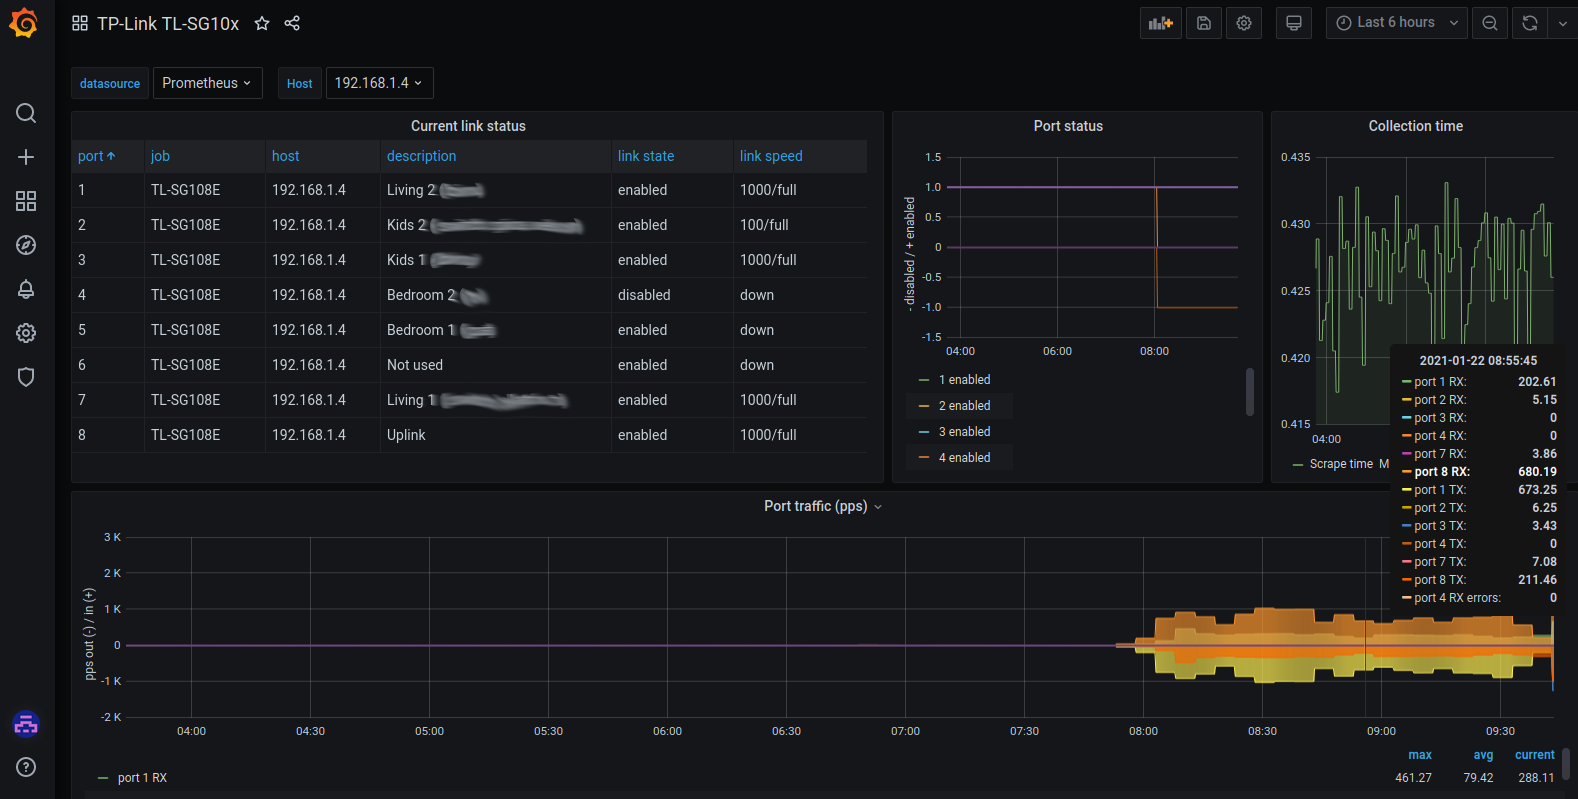 TP-Link TL-SG10x
Last 6 hours
datasource Prometheus Host 192.168.1.4
Current link status
port job host description link state link speed
1 TL-SG108E 192.168.1.4 Living 2 enabled 1000/full
2 TL-SG108E 192.168.1.4 Kids 2 enabled 100/full
3 TL-SG108E 192.168.1.4 Kids 1 enabled 1000/full
4 TL-SG108E 192.168.1.4 Bedroom 2 disabled down
5 TL-SG108E 192.168.1.4 Bedroom 1 enabled down
6 TL-SG108E 192.168.1.4 Not used enabled down
7 TL-SG108E 192.168.1.4 Living 1 enabled 1000/full
8 TL-SG108E 192.168.1.4 Uplink enabled 1000/full
Port status
- disabled / + enabled
1.5
1.0
0.5
0
-0.5
-1.0
-1.5
04:00 06:00 08:00
1 enabled
2 enabled
3 enabled
4 enabled
Collection time
0.435
0.430
0.425
0.420
0.415
04:00
Scrape time M
2021-01-22 08:55:45
port 1 RX: 202.61
port 2 RX: 5.15
port 3 RX: 0
port 4 RX: 0
port 7 RX: 3.86
port 8 RX: 680.19
port 1 TX: 673.25
port 2 TX: 6.25
port 3 TX: 3.43
port 4 TX: 0
port 7 TX: 7.08
port 8 TX: 211.46
port 4 RX errors: 0
Port traffic (pps)
pps out (-) / in (+)
3 K
2 K
1 K
0
-1 K
-2 K
04:00 04:30 05:00 05:30 06:00 06:30 07:00 07:30 08:00 08:30 09:00 09:30
max avg current
port 1 RX 461.27 79.42 288.11